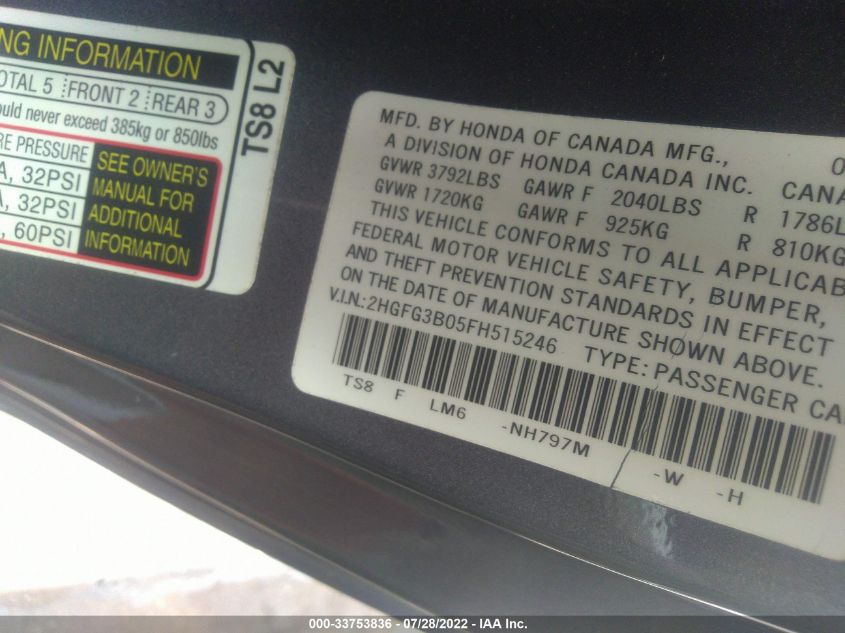 NG INFORMATION
OTAL 5 FRONT 2 REAR 3
ould never exceed 385kg or 850lbs
RE PRESSURE
A, 32PSI
A, 32PSI
, 60PSI
SEE OWNER'S
MANUAL FOR
ADDITIONAL
INFORMATION
TS8 L2
MFD. BY HONDA OF CANADA MFG.,
A DIVISION OF HONDA CANADA INC. CANA
GVWR 3792LBS GAWR F 2040LBS R 1786L
GVWR 1720KG GAWR F 925KG R 810KG
THIS VEHICLE CONFORMS TO ALL APPLICAB
FEDERAL MOTOR VEHICLE SAFETY, BUMPER,
AND THEFT PREVENTION STANDARDS IN EFFECT
ON THE DATE OF MANUFACTURE SHOWN ABOVE.
V.I.N.:2HGFG3B05FH515246 TYPE:PASSENGER CA
TS8 F LM6 -NH797M -W -H
000-33753836 - 07/28/2022 - IAA Inc.